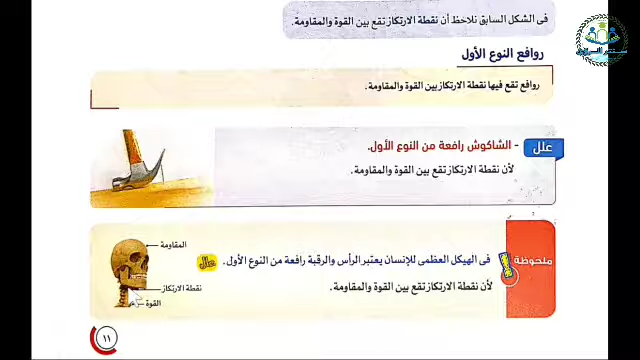 فى الشكل السابق نلاحظ أن نقطة الارتكاز تقع بين القوة والمقاومة.
روافع النوع الأول
روافع تقع فيها نقطة الارتكاز بين القوة والمقاومة.
علل
- الشاكوش رافعة من النوع الأول.
لأن نقطة الارتكاز تقع بين القوة والمقاومة.
ملحوظة
فى الهيكل العظمى للإنسان يعتبر الرأس والرقبة رافعة من النوع الأول. علل
لأن نقطة الارتكاز تقع بين القوة والمقاومة.
المقاومة
نقطة الارتكاز
القوة
١١